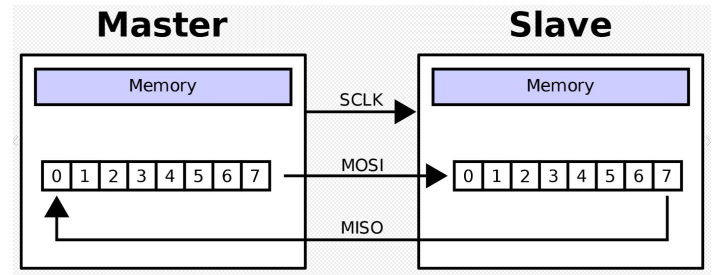 Master Slave
Memory SCLK Memory
0 1 2 3 4 5 6 7 MOSI 0 1 2 3 4 5 6 7
MISO